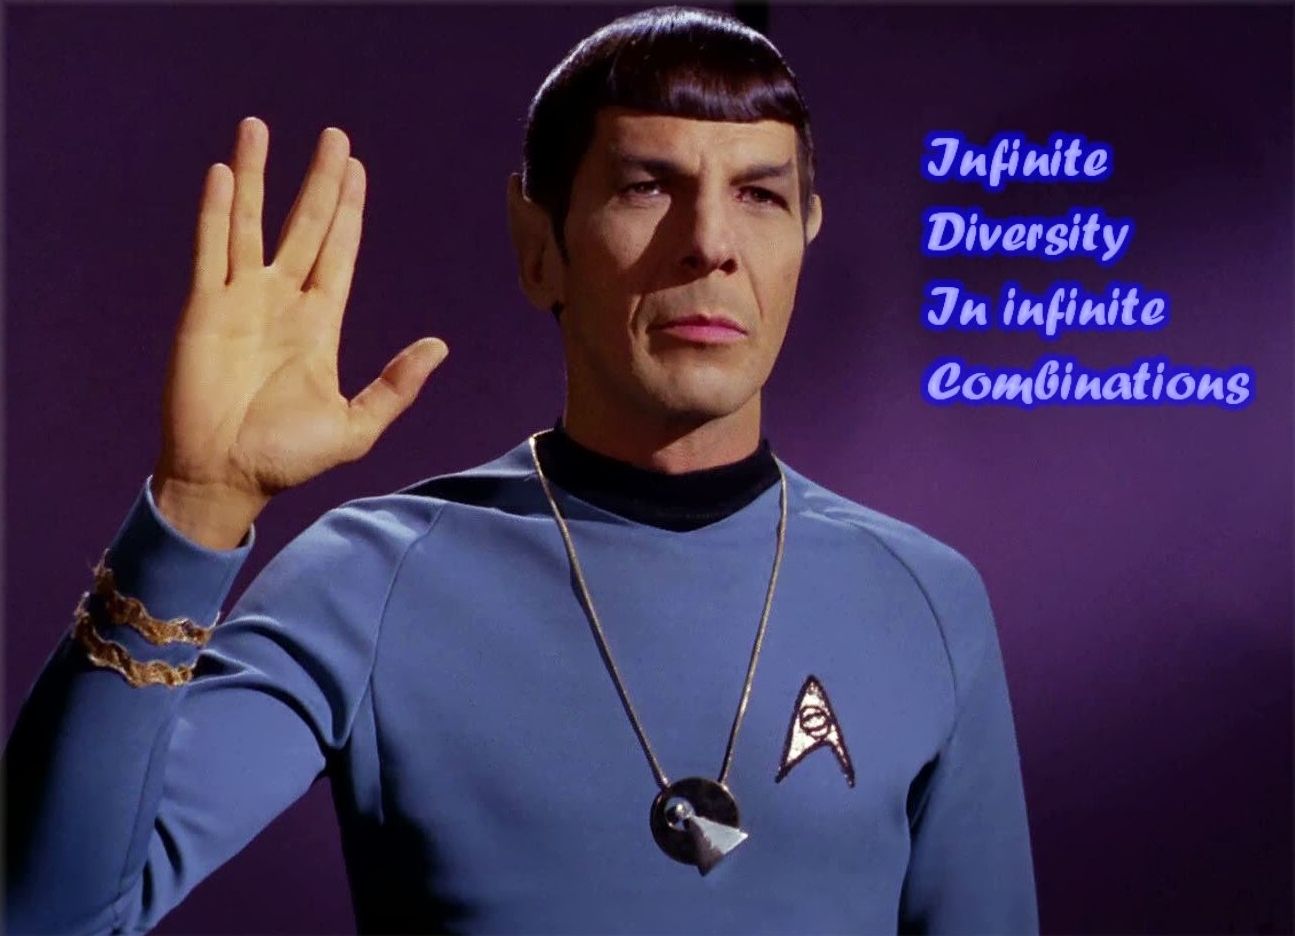 Infinite
Diversity
In infinite
Combinations